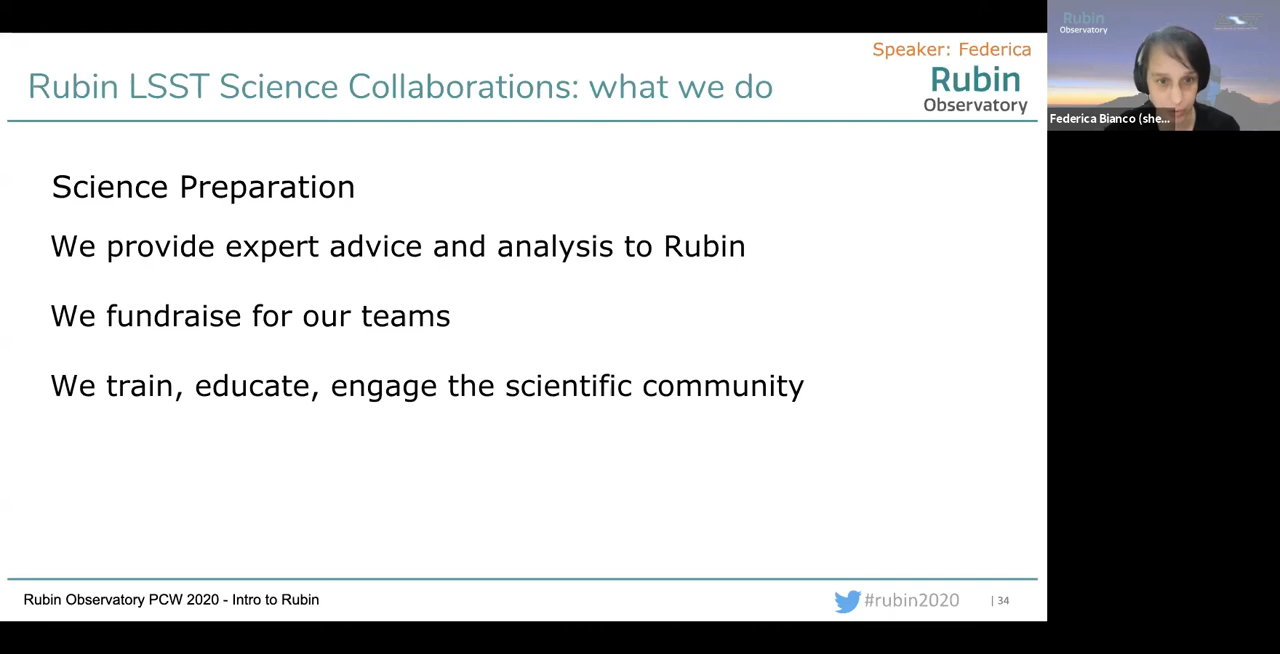 Speaker: Federica
Rubin LSST Science Collaborations: what we do
Rubin
Observatory
Science Preparation
We provide expert advice and analysis to Rubin
We fundraise for our teams
We train, educate, engage the scientific community
Rubin Observatory PCW 2020 - Intro to Rubin
#rubin2020
| 34
Rubin
Observatory
Federica Bianco (she...